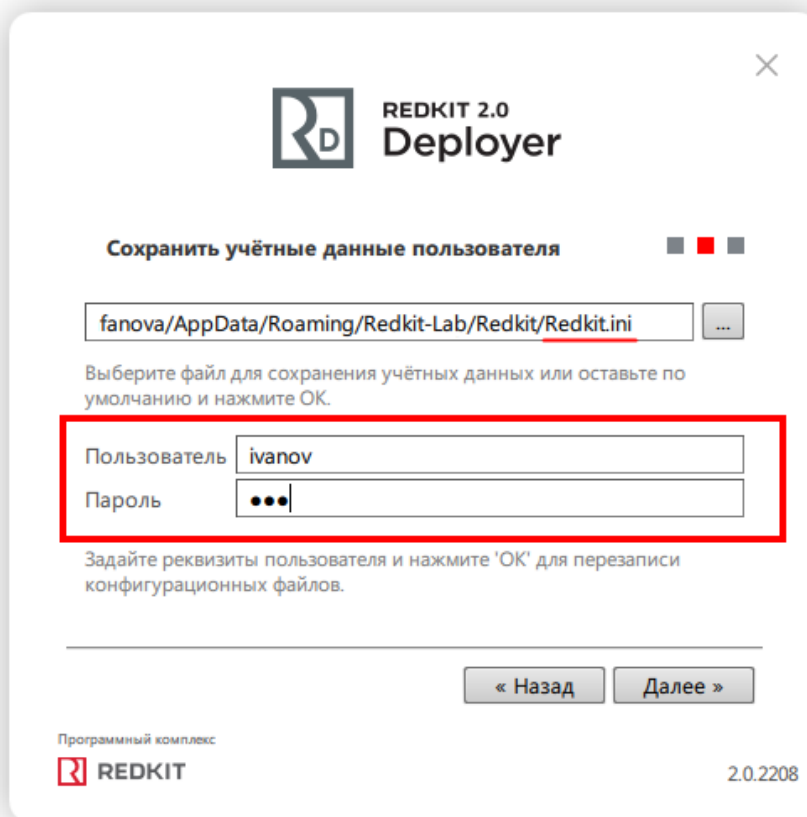 REDKIT 2.0
Deployer
Сохранить учётные данные пользователя
fanova/AppData/Roaming/Redkit-Lab/Redkit/Redkit.ini
...
Выберите файл для сохранения учётных данных или оставьте по
умолчанию и нажмите ОК.
Пользователь ivanov
Пароль ●●●
Задайте реквизиты пользователя и нажмите 'ОК' для перезаписи
конфигурационных файлов.
« Назад Далее »
Программный комплекс
REDKIT
2.0.2208